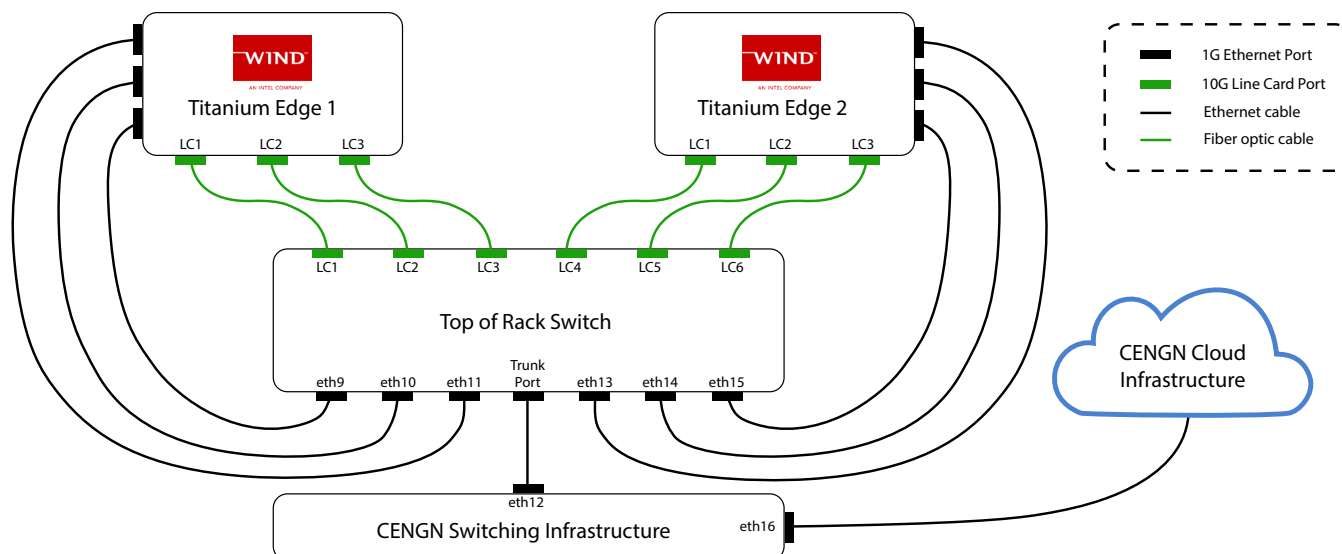 WIND™
AN INTEL COMPANY
Titanium Edge 1
LC1 LC2 LC3
WIND™
AN INTEL COMPANY
Titanium Edge 2
LC1 LC2 LC3
1G Ethernet Port
10G Line Card Port
Ethernet cable
Fiber optic cable
LC1 LC2 LC3 LC4 LC5 LC6
Top of Rack Switch
eth9 eth10 eth11
Trunk
Port
eth13 eth14 eth15
CENGN Cloud
Infrastructure
eth12
CENGN Switching Infrastructure
eth16